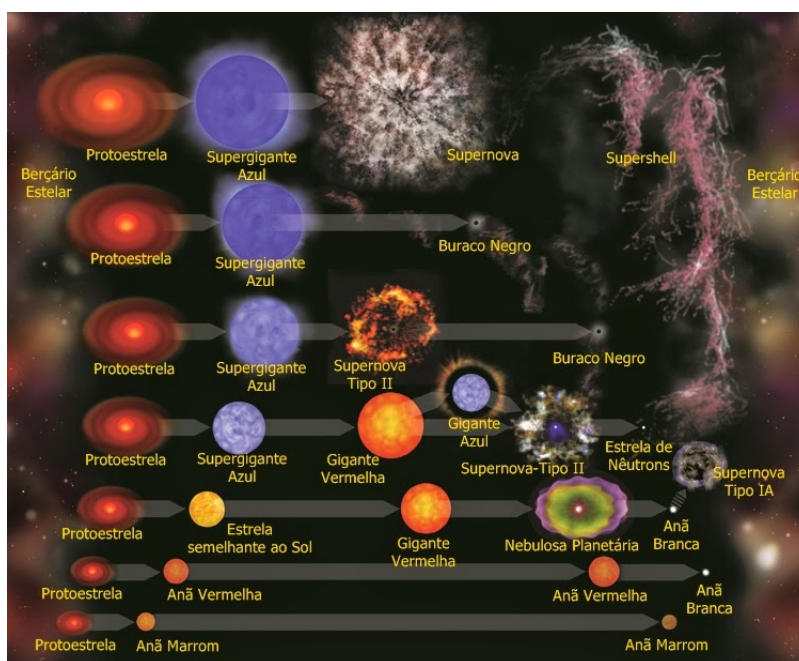 Protoestrela
Supergigante
Azul
Supernova
Supershell
Berçário
Estelar
Berçário
Estelar
Protoestrela
Supergigante
Azul
Buraco Negro
Protoestrela
Supergigante
Azul
Supernova
Tipo II
Buraco Negro
Protoestrela
Supergigante
Azul
Gigante
Vermelha
Gigante
Azul
Supernova-Tipo II
Estrela de
Nêutrons
Supernova
Tipo IA
Protoestrela
Estrela
semelhante ao Sol
Gigante
Vermelha
Nebulosa Planetária
Anã
Branca
Protoestrela
Anã Vermelha
Anã Vermelha
Anã
Branca
Protoestrela
Anã Marrom
Anã Marrom